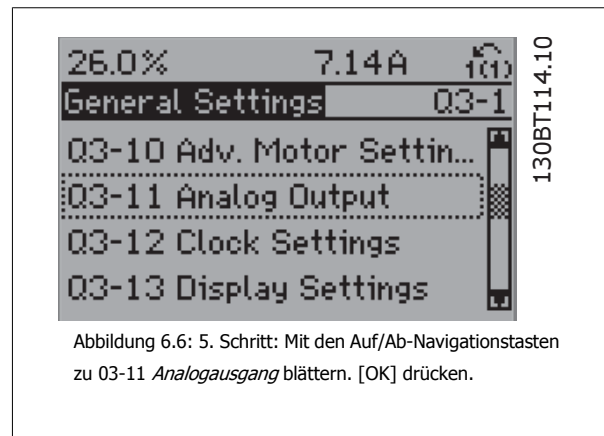 26.0% 7.14A 1(1)
General Settings Q3-1
Q3-10 Adv. Motor Settin...
Q3-11 Analog Output
Q3-12 Clock Settings
Q3-13 Display Settings
130BT114.10
Abbildung 6.6: 5. Schritt: Mit den Auf/Ab-Navigationstasten
zu 03-11 Analogausgang blättern. [OK] drücken.